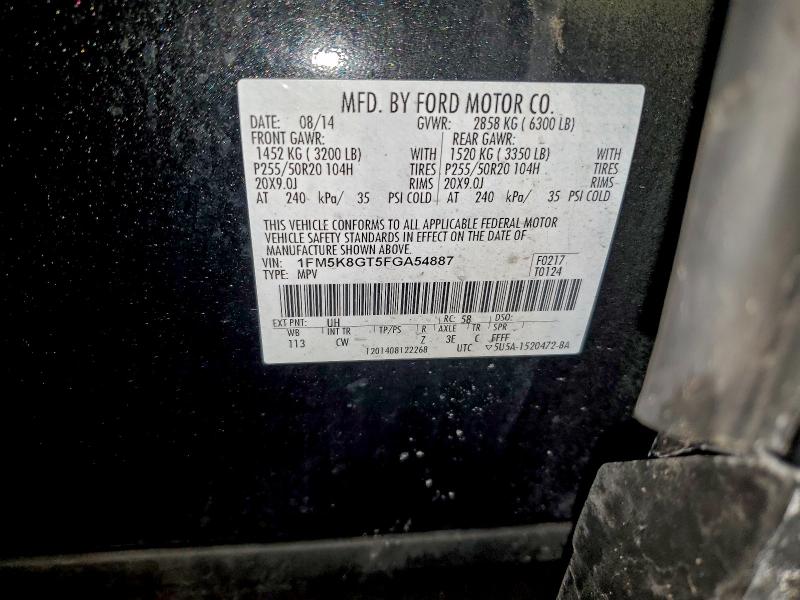 MFD. BY FORD MOTOR CO.
DATE: 08/14 GVWR: 2858 KG ( 6300 LB)
FRONT GAWR: REAR GAWR:
1452 KG ( 3200 LB) WITH 1520 KG ( 3350 LB) WITH
P255/50R20 104H TIRES P255/50R20 104H TIRES
20X9.0J RIMS 20X9.0J RIMS
AT 240 kPa/ 35 PSI COLD AT 240 kPa/ 35 PSI COLD
THIS VEHICLE CONFORMS TO ALL APPLICABLE FEDERAL MOTOR
VEHICLE SAFETY STANDARDS IN EFFECT ON THE DATE OF
MANUFACTURE SHOWN ABOVE.
VIN: 1FM5K8GT5FGA54887 F0217
TYPE: MPV T0124
EXT PNT: UH RC: 58 DSO:
WB INT TR TP/PS R AXLE TR SPR
113 CW Z 3E C FFFF
1201408122268 UTC ▽5U5A-1520472-BA